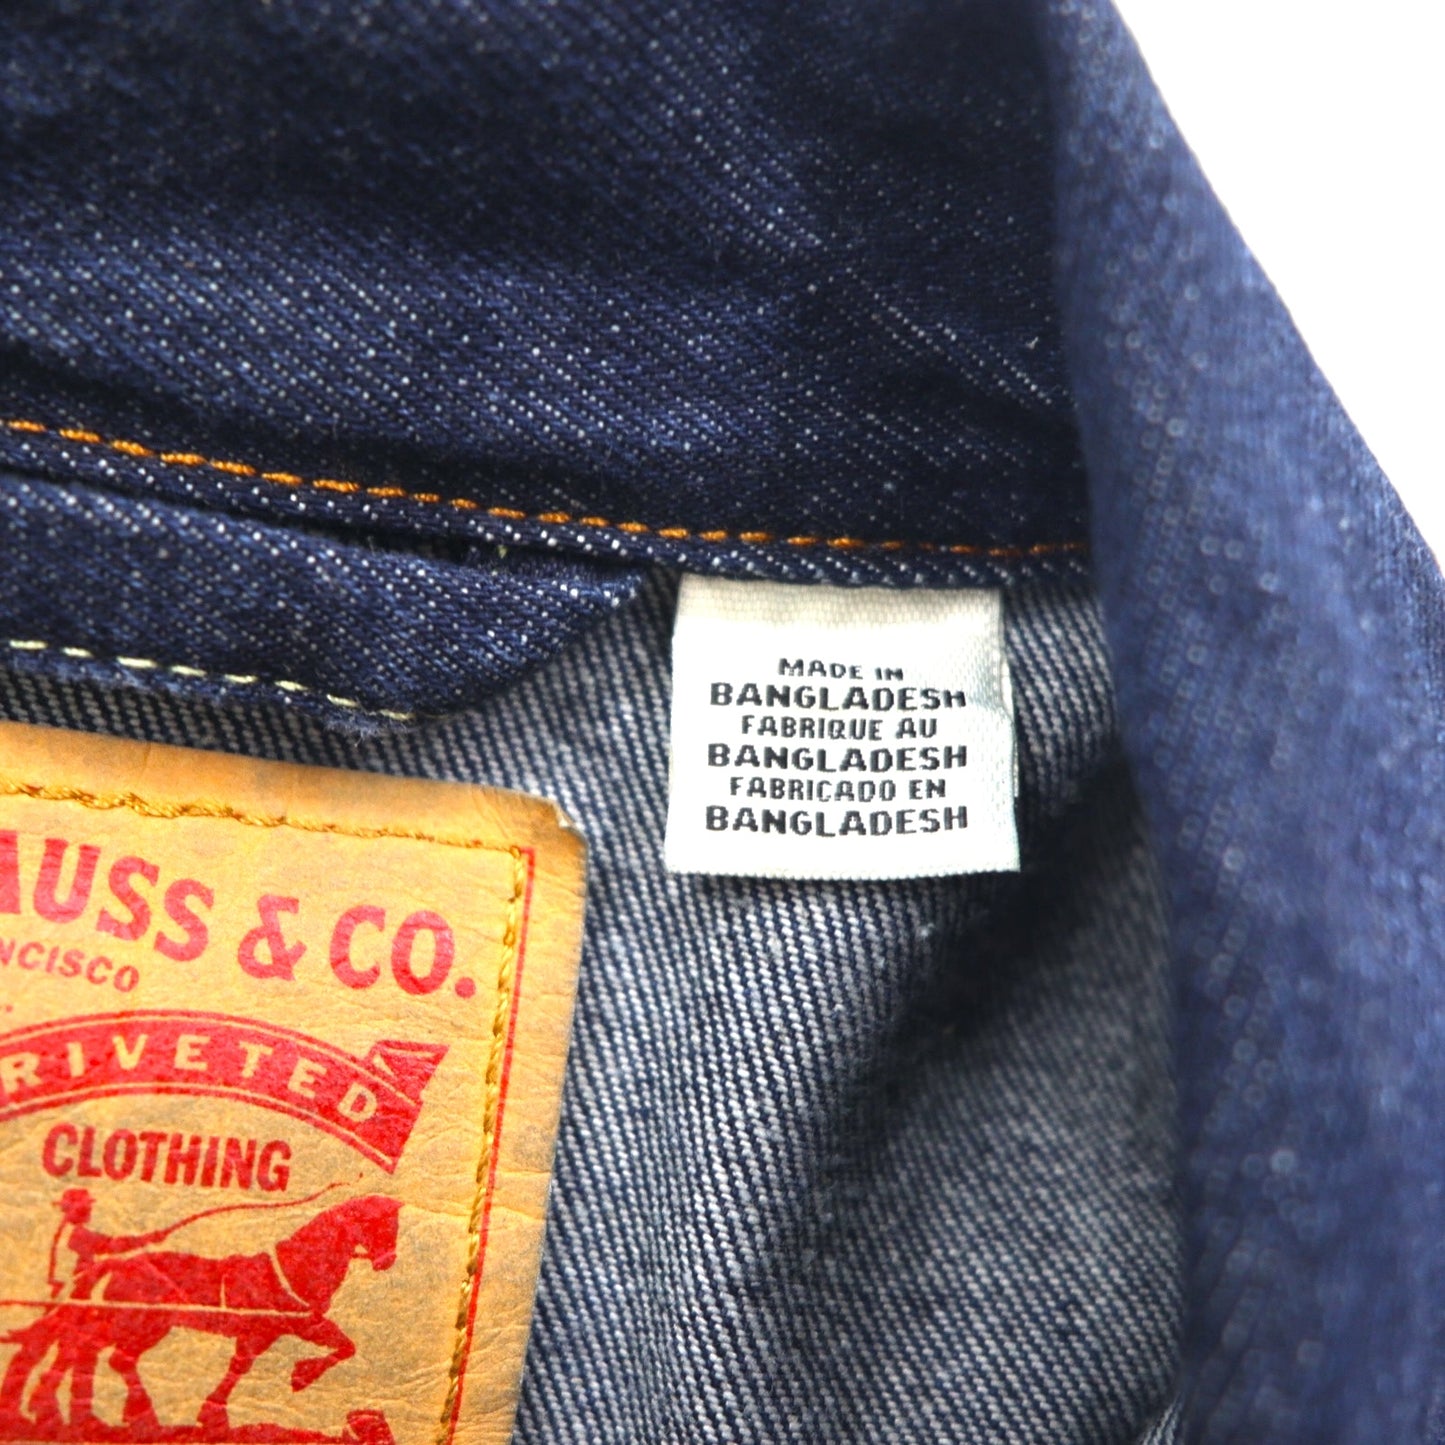 MADE IN
BANGLADESH
FABRIQUE AU
BANGLADESH
FABRICADO EN
BANGLADESH
AUSS & CO.
NCISCO
RIVETED
CLOTHING